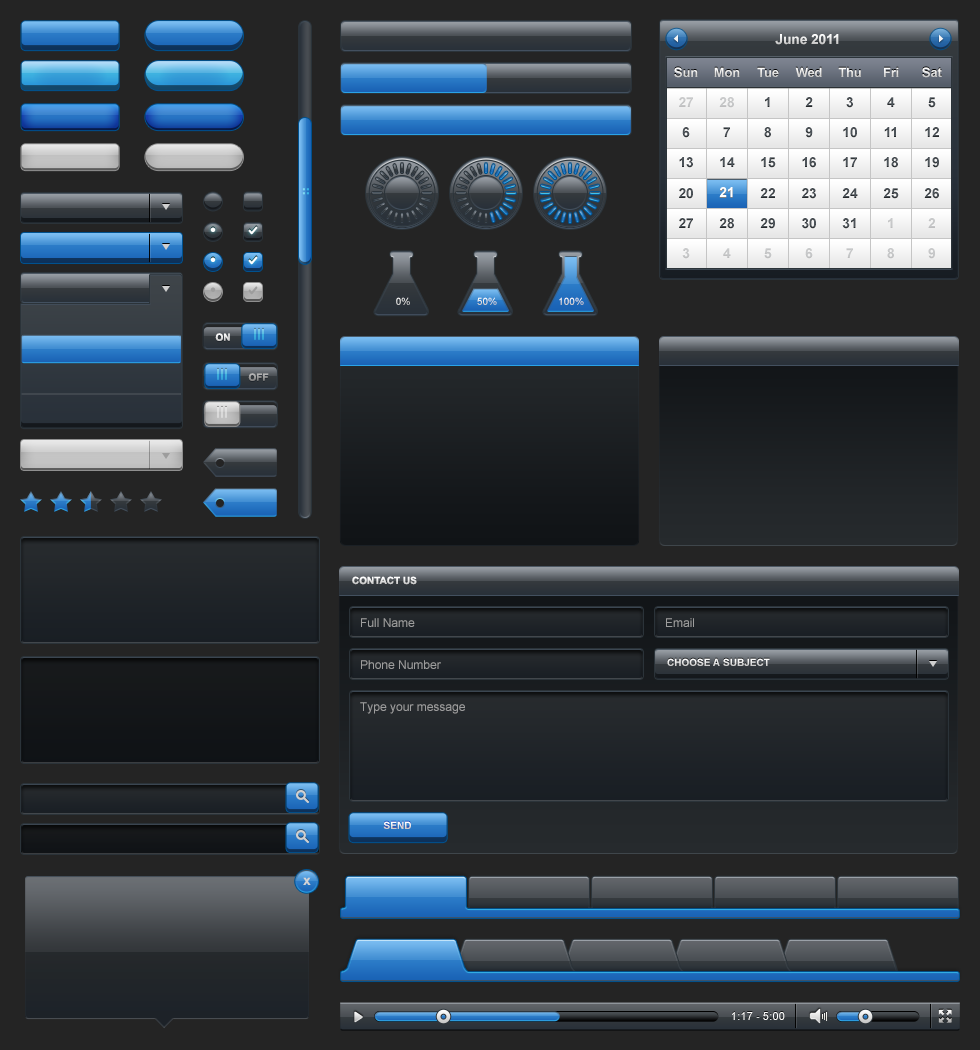 June 2011
Sun Mon Tue Wed Thu Fri Sat
27 28 1 2 3 4 5
6 7 8 9 10 11 12
13 14 15 16 17 18 19
20 21 22 23 24 25 26
27 28 29 30 31 1 2
3 4 5 6 7 8 9
0% 50% 100%
ON
OFF
CONTACT US
Full Name
Email
Phone Number
CHOOSE A SUBJECT
Type your message
SEND
x
1:17 - 5:00